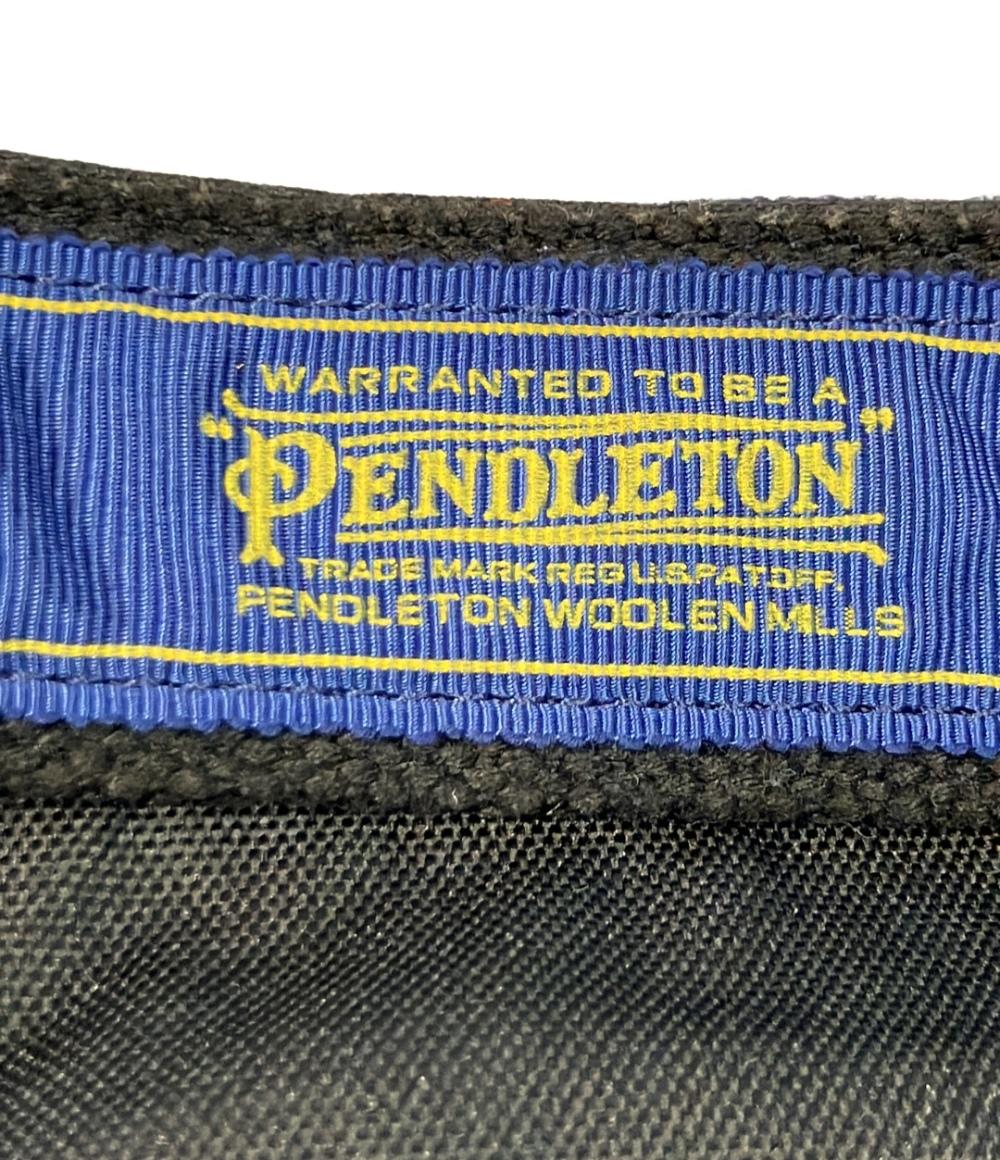 WARRANTED TO BE A
"PENDLETON"
TRADE MARK REG U.S.PAT.OFF.
PENDLETON WOOLEN MILLS